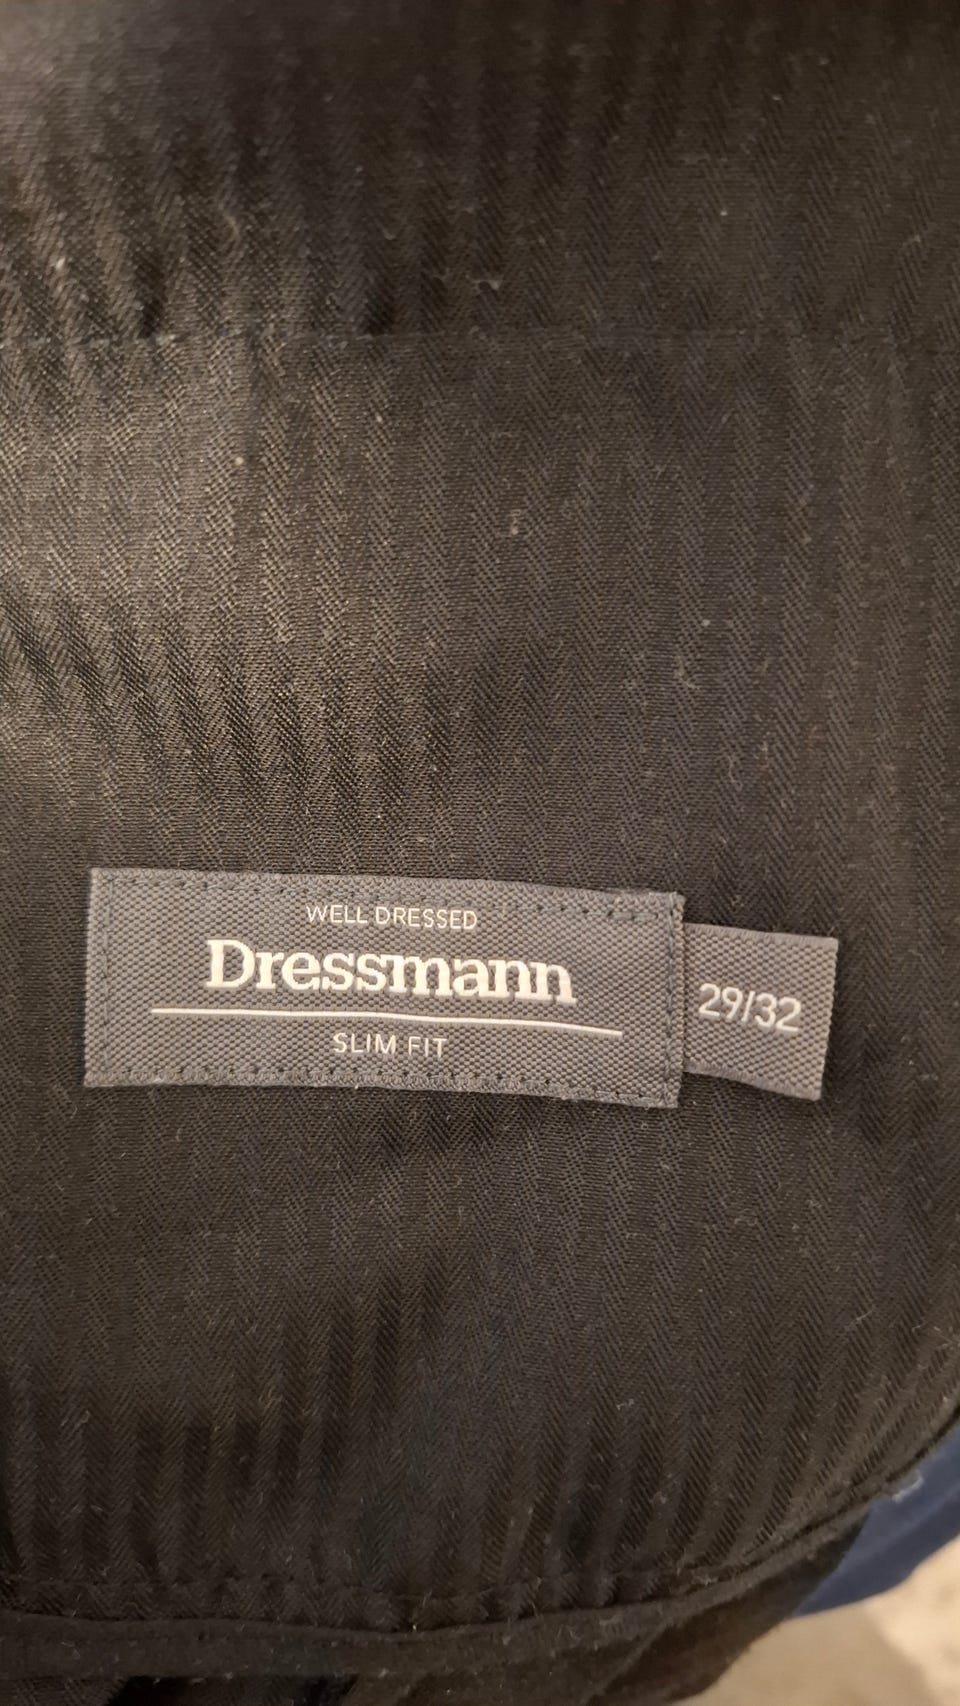 WELL DRESSED
Dressmann
SLIM FIT
29/32